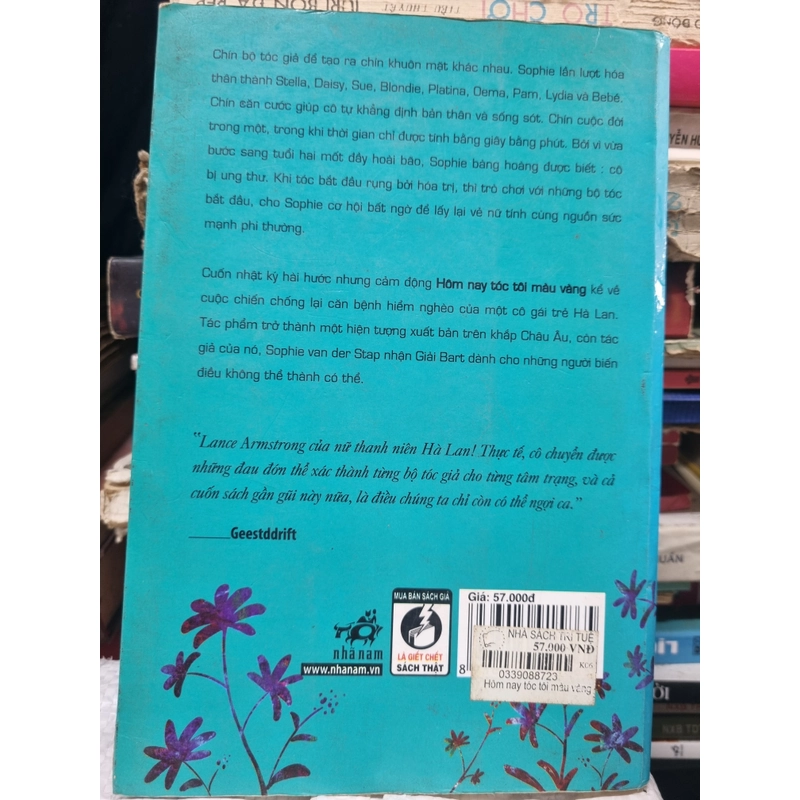 TRÒ CHƠI
Chín bộ tóc giả để tạo ra chín khuôn mặt khác nhau. Sophie lần lượt hóa
thân thành Stella, Daisy, Sue, Blondie, Platina, Oema, Pam, Lydia và Bebé.
Chín căn cước giúp cô tự khẳng định bản thân và sống sót. Chín cuộc đời
trong một, trong khi thời gian chỉ được tính bằng giây bằng phút. Bởi vì vừa
bước sang tuổi hai mốt đầy hoài bão, Sophie bàng hoàng được biết : cô
bị ung thư. Khi tóc bắt đầu rụng bởi hóa trị, thì trò chơi với những bộ tóc
bắt đầu, cho Sophie cơ hội bất ngờ để lấy lại vẻ nữ tính cùng nguồn sức
mạnh phi thường.
Cuốn nhật ký hài hước nhưng cảm động Hôm nay tóc tôi màu vàng kể về
cuộc chiến chống lại căn bệnh hiểm nghèo của một cô gái trẻ Hà Lan.
Tác phẩm trở thành một hiện tượng xuất bản trên khắp Châu Âu, còn tác
giả của nó, Sophie van der Stap nhận Giải Bart dành cho những người biến
điều không thể thành có thể.
"Lance Armstrong của nữ thanh niên Hà Lan! Thực tế, cô chuyển được
những đau đớn thể xác thành từng bộ tóc giả cho từng tâm trạng, và cả
cuốn sách gần gũi này nữa, là điều chúng ta chỉ còn có thể ngợi ca."
Geestddrift
nhã nam
www.nhanam.vn
MUA BÁN SÁCH GIẢ
LÀ GIẾT CHẾT
SÁCH THẬT
Giá: 57.000đ
8
NHÀ SÁCH TRÍ TUỆ
57.000 VNĐ
KOS
0339088723
Hôm nay tóc tôi màu vàng